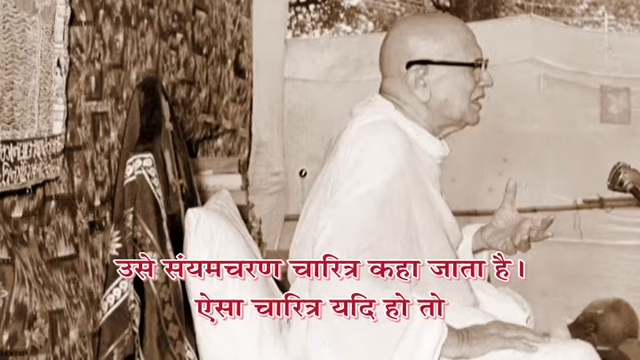 उसे संयमचरण चारित्र कहा जाता है।
ऐसा चारित्र यदि हो तो